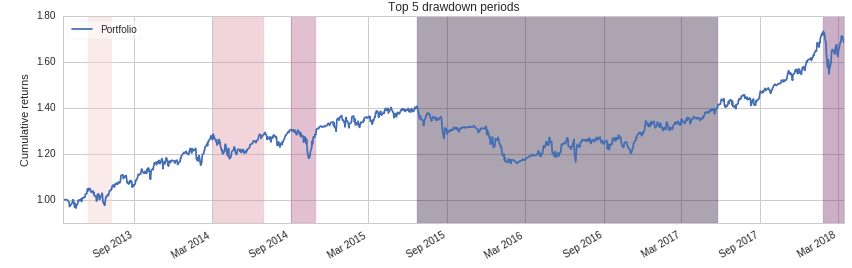 Top 5 drawdown periods
Portfolio
Cumulative returns
1.80
1.60
1.40
1.20
1.00
Sep 2013
Mar 2014
Sep 2014
Mar 2015
Sep 2015
Mar 2016
Sep 2016
Mar 2017
Sep 2017
Mar 2018